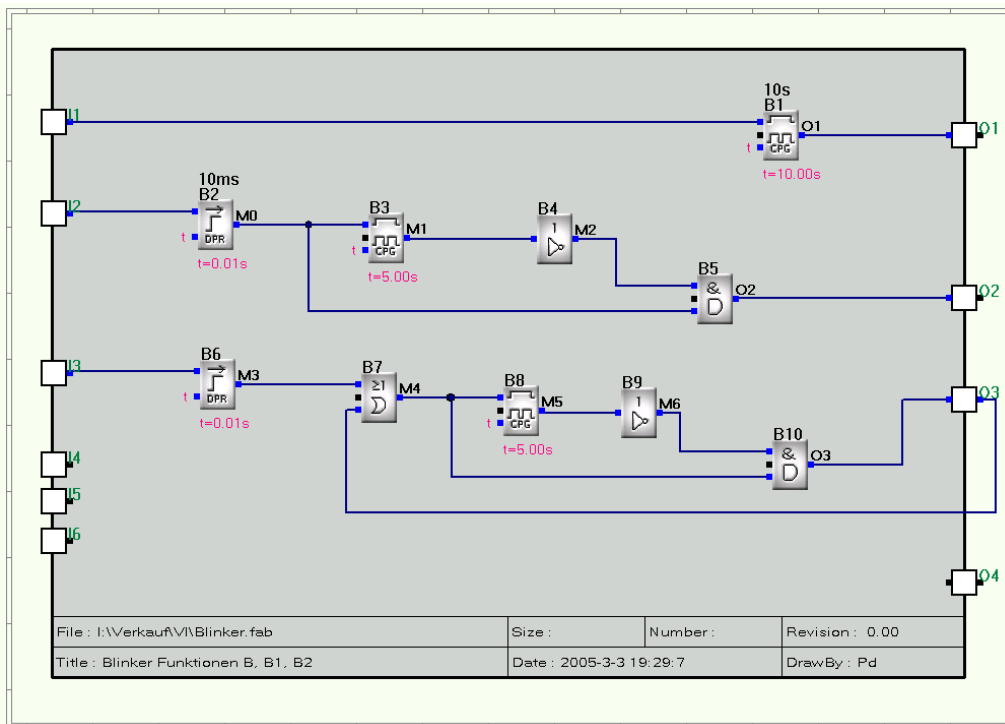 10s
I1
B1
O1
O1
CPG
t
t=10.00s
10ms
I2
B2
M0
DPR
t
t=0.01s
B3
M1
CPG
t
t=5.00s
B4
1
M2
B5
&
O2
O2
I3
B6
M3
DPR
t
t=0.01s
B7
≥1
M4
B8
M5
CPG
t
t=5.00s
B9
1
M6
B10
&
O3
O3
I4
I5
I6
O4
File : I:\Verkauf\VI\Blinker.fab
Size :
Number :
Revision : 0.00
Title : Blinker Funktionen B, B1, B2
Date : 2005-3-3 19:29:7
DrawBy : Pd